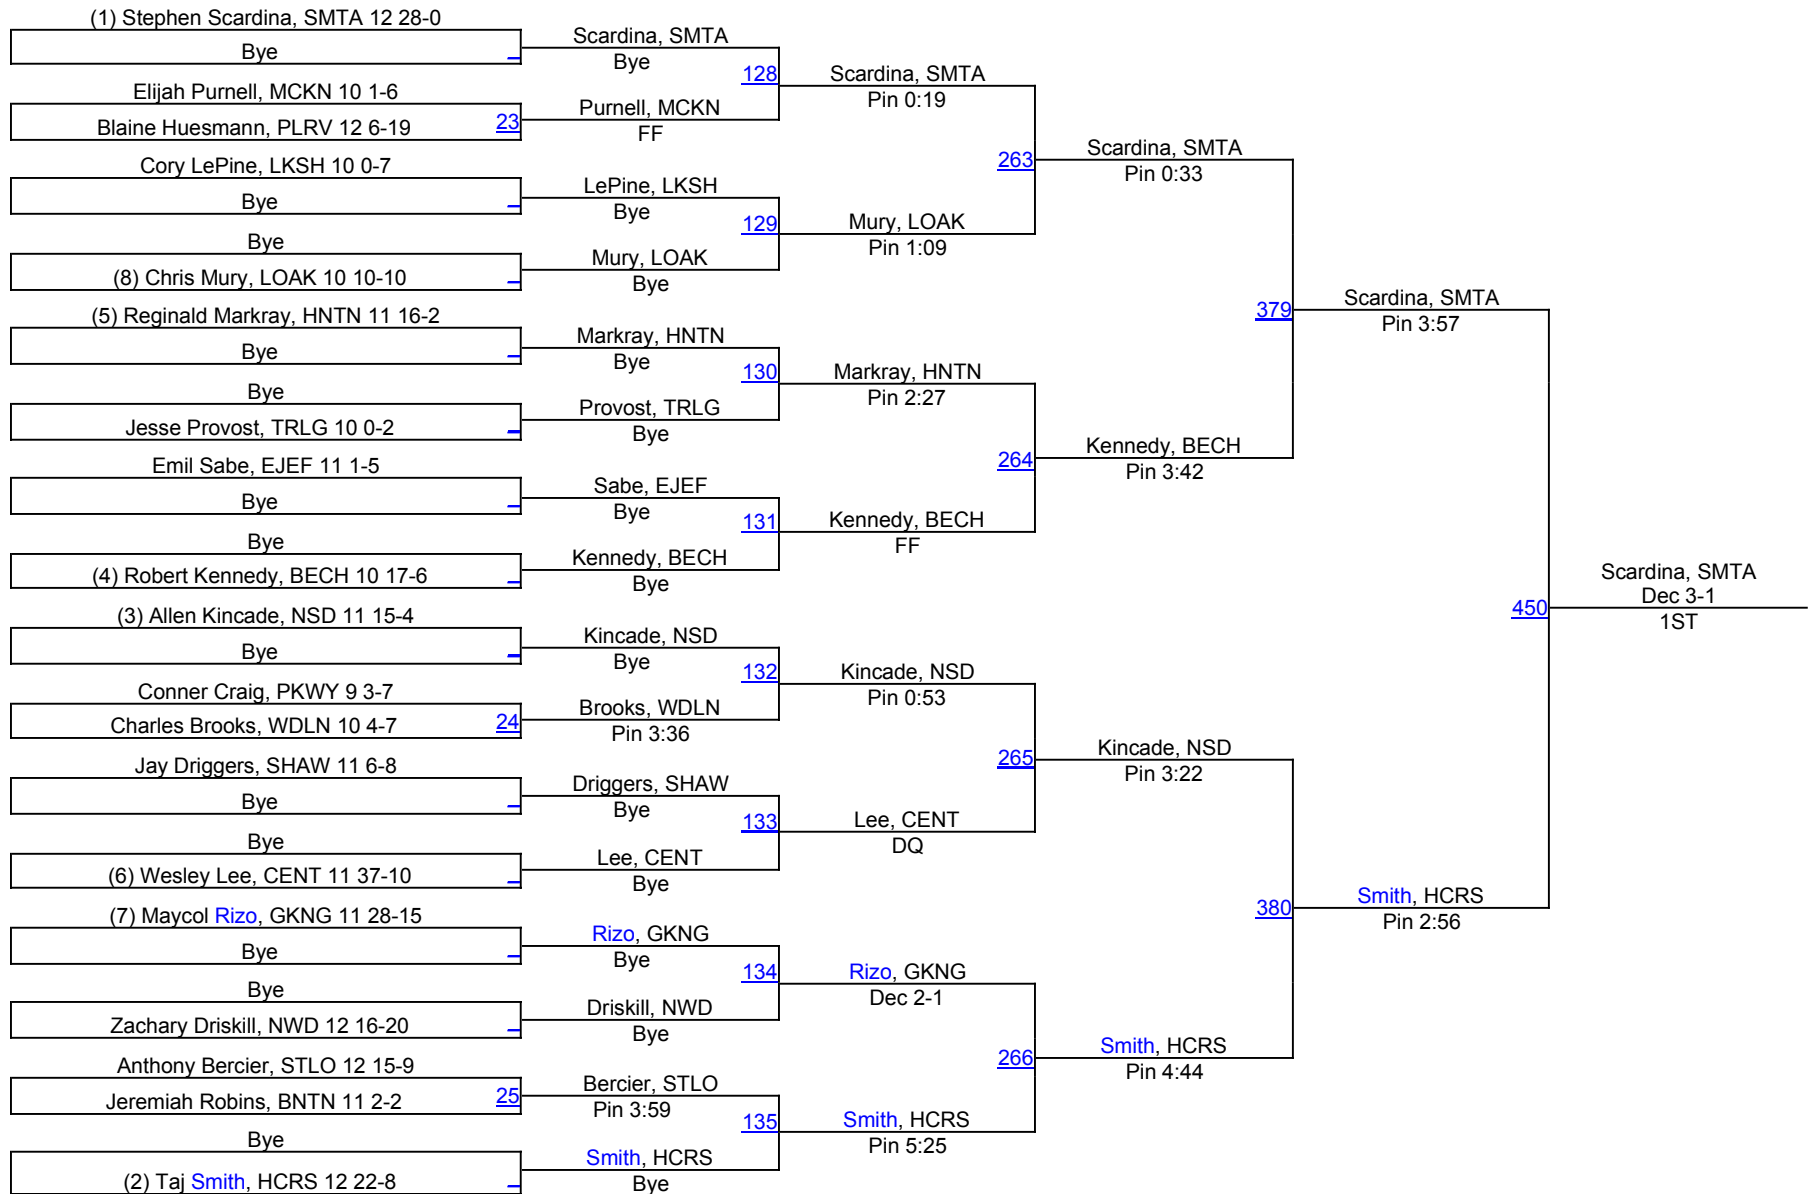 (1) Stephen Scardina, SMTA 12 28-0
Bye
Elijah Purnell, MCKN 10 1-6
Blaine Huesmann, PLRV 12 6-19
23
Cory LePine, LKSH 10 0-7
Bye
Bye
(8) Chris Mury, LOAK 10 10-10
(5) Reginald Markray, HNTN 11 16-2
Bye
Bye
Jesse Provost, TRLG 10 0-2
Emil Sabe, EJEF 11 1-5
Bye
Bye
(4) Robert Kennedy, BECH 10 17-6
(3) Allen Kincade, NSD 11 15-4
Bye
Conner Craig, PKWY 9 3-7
Charles Brooks, WDLN 10 4-7
24
Jay Driggers, SHAW 11 6-8
Bye
Bye
(6) Wesley Lee, CENT 11 37-10
(7) Maycol Rizo, GKNG 11 28-15
Bye
Bye
Zachary Driskill, NWD 12 16-20
Anthony Bercier, STLO 12 15-9
Jeremiah Robins, BNTN 11 2-2
25
Bye
(2) Taj Smith, HCRS 12 22-8
Scardina, SMTA
Bye
128
Purnell, MCKN
FF
LePine, LKSH
Bye
129
Mury, LOAK
Bye
Markray, HNTN
Bye
130
Provost, TRLG
Bye
Sabe, EJEF
Bye
131
Kennedy, BECH
Bye
Kincade, NSD
Bye
132
Brooks, WDLN
Pin 3:36
Driggers, SHAW
Bye
133
Lee, CENT
Bye
Rizo, GKNG
Bye
134
Driskill, NWD
Bye
Bercier, STLO
Pin 3:59
135
Smith, HCRS
Bye
Scardina, SMTA
Pin 0:19
263
Mury, LOAK
Pin 1:09
Markray, HNTN
Pin 2:27
264
Kennedy, BECH
FF
Kincade, NSD
Pin 0:53
265
Lee, CENT
DQ
Rizo, GKNG
Dec 2-1
266
Smith, HCRS
Pin 5:25
Scardina, SMTA
Pin 0:33
379
Kennedy, BECH
Pin 3:42
Kincade, NSD
Pin 3:22
380
Smith, HCRS
Pin 4:44
Scardina, SMTA
Pin 3:57
450
Smith, HCRS
Pin 2:56
Scardina, SMTA
Dec 3-1
1ST